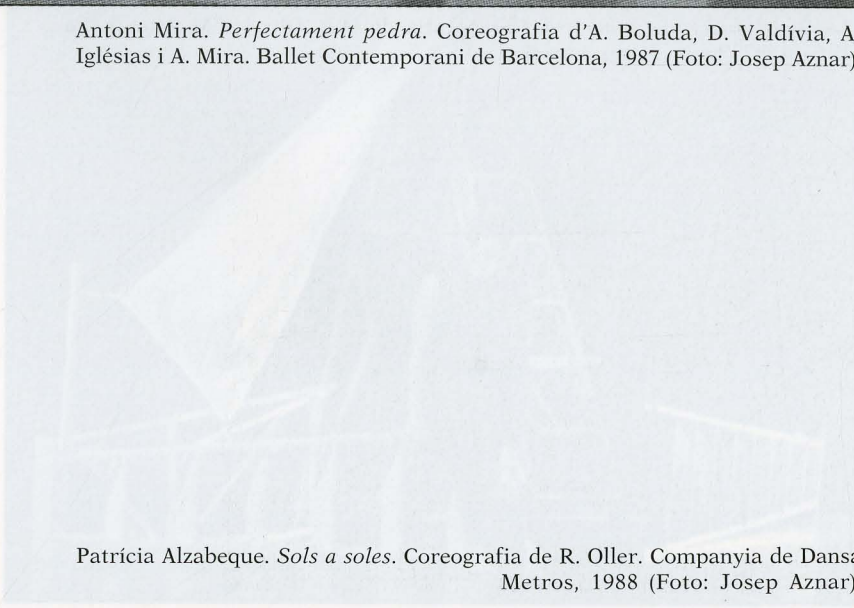 Antoni Mira. Perfectament pedra. Coreografia d'A. Boluda, D. Valdívia, A
Iglésias i A. Mira. Ballet Contemporani de Barcelona, 1987 (Foto: Josep Aznar)
Patrícia Alzabeque. Sols a soles. Coreografia de R. Oller. Companyia de Dansa
Metros, 1988 (Foto: Josep Aznar)